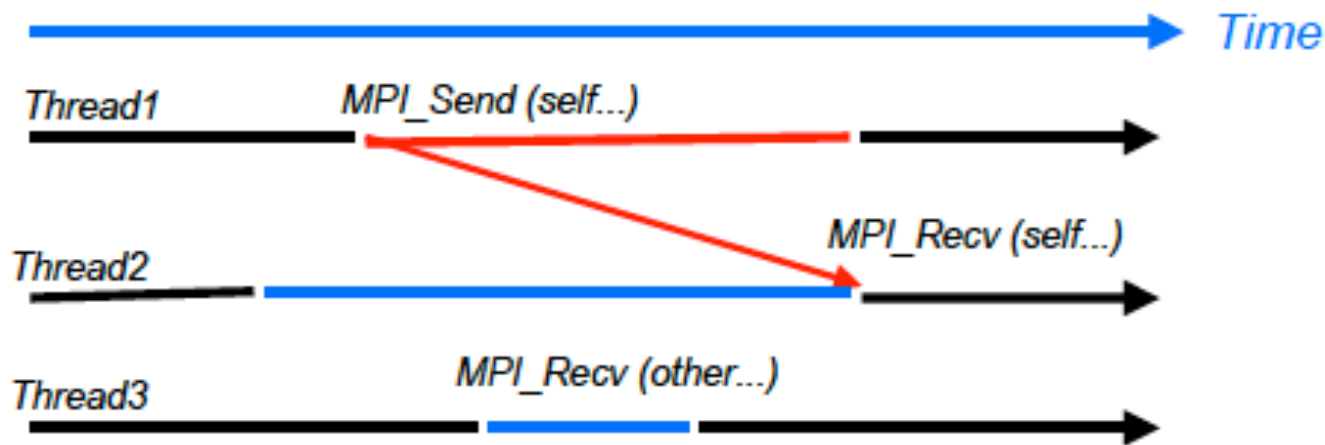 Time
Thread1
MPI_Send (self...)
MPI_Recv (self...)
Thread2
MPI_Recv (other...)
Thread3